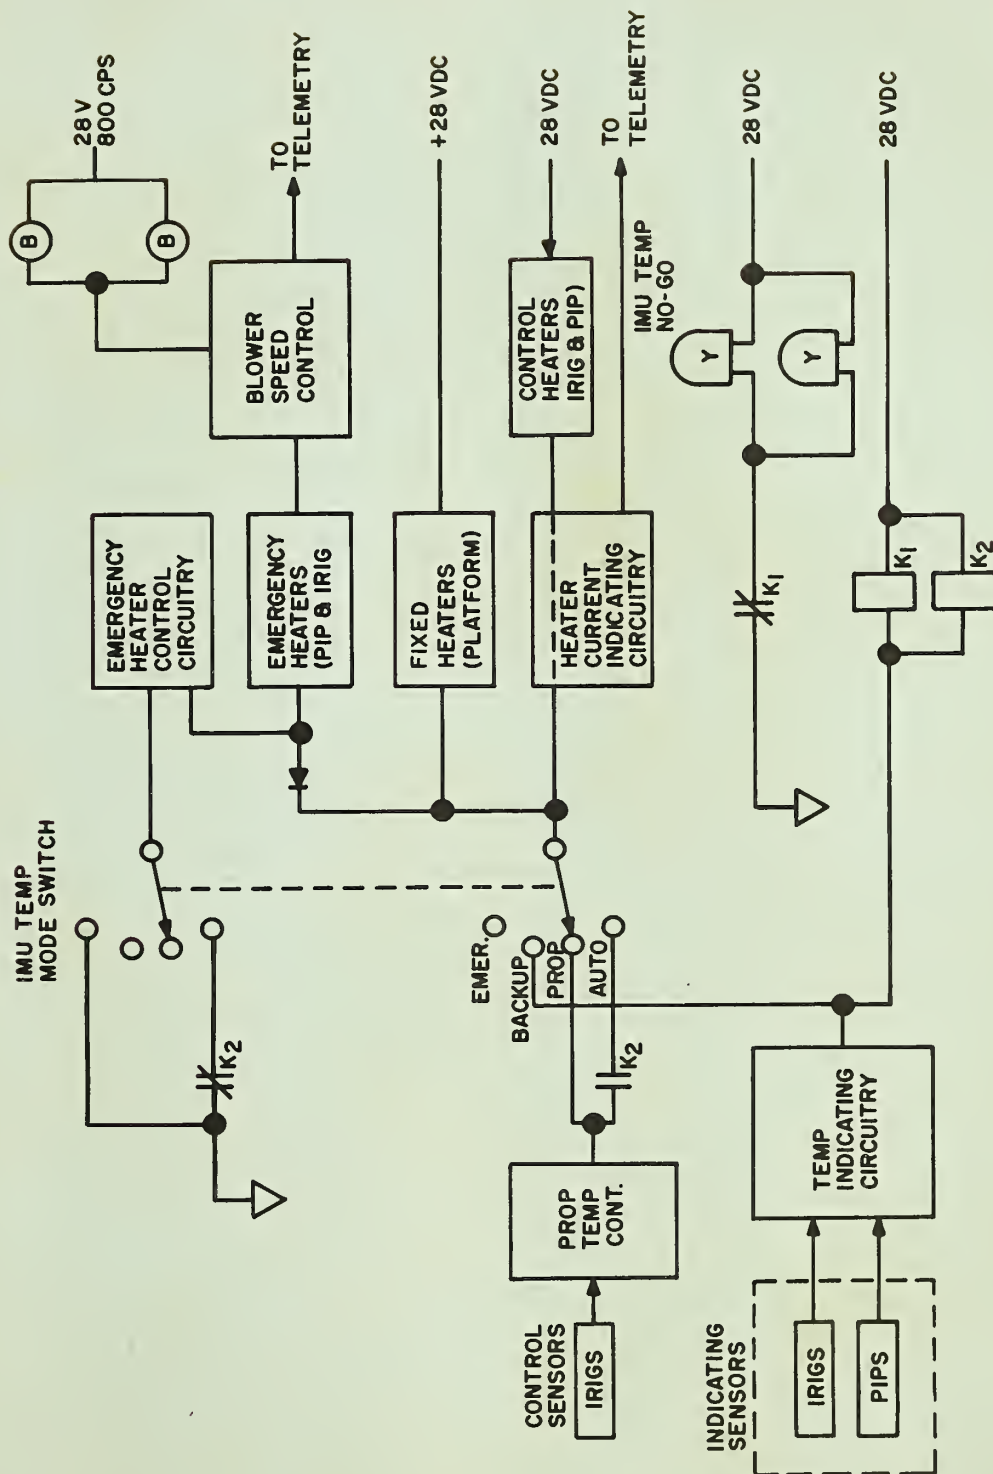 IMU TEMP
MODE SWITCH
K2
EMERGENCY
HEATER
CONTROL
CIRCUITRY
EMERGENCY
HEATERS
(PIP & IRIG
BLOWER
SPEED
CONTROL
B
B
28 V
800 CPS
TO
TELEMETRY
FIXED
HEATERS
(PLATFORM)
+28 VDC
CONTROL
SENSORS
IRIGS
PROP
TEMP
CONT.
K2
EMER.
BACKUP
PROP
AUTO
HEATER
CURRENT
INDICATING
CIRCUITRY
CONTROL
HEATERS
IRIG & PIP)
28 VDC
TO
TELEMETRY
IMU TEMP
NO-GO
Y
Y
28 VDC
K1
INDICATING
SENSORS
IRIGS
PIPS
TEMP
INDICATING
CIRCUITRY
K1
K2
28 VDC